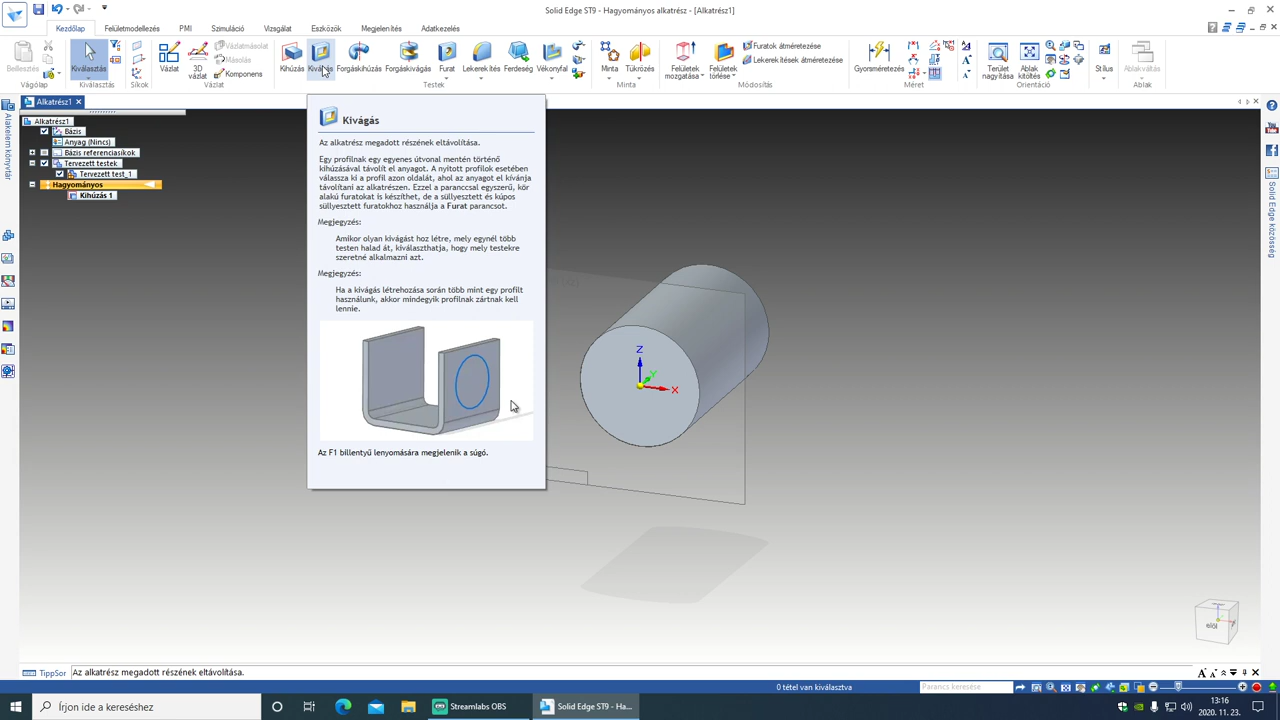 Solid Edge ST9 - Hagyományos alkatrész - [Alkatrész1]
Kezdőlap
Felületmodellezés
PMI
Szimuláció
Vizsgálat
Eszközök
Megjelenítés
Adatkezelés
Beillesztés
Kiválasztás
Vázlat
3D
vázlat
Vázlatmásolat
Másolás
Komponens
Kihúzás
Kivágás
Forgáskihúzás
Forgáskivágás
Furat
Lekerekítés
Ferdeség
Vékonyfal
Minta
Tükrözés
Felületek
mozgatása
Felületek
törlése
Furatok átméretezése
Lekerekítések átméretezése
Gyorsméretezés
Terület
nagyítása
Ablak
kitöltés
Stílus
Ablakváltás
Vágólap
Kiválasztás
Síkok
Vázlat
Testek
Minta
Módosítás
Méret
Orientáció
Stílus
Ablak
Alkatrész1
Alakelem könyvtár
Alkatrész1
Bázis
Anyag (Nincs)
Bázis referenciasíkok
Tervezett testek
Tervezett test_1
Hagyományos
Kihúzás 1
Kivágás
Az alkatrész megadott részének eltávolítása.
Egy profilnak egy egyenes útvonal mentén történő
kihúzásával távolít el anyagot. A nyitott profilok esetében
válassza ki a profil azon oldalát, ahol az anyagot el kívánja
távolítani az alkatrészen. Ezzel a paranccsal egyszerű, kör
alakú furatokat is készíthet, de a süllyesztett és kúpos
süllyesztett furatokhoz használja a Furat parancsot.
Megjegyzés:
Amikor olyan kivágást hoz létre, mely egynél több
testen halad át, kiválaszthatja, hogy mely testekre
szeretné alkalmazni azt.
Megjegyzés:
Ha a kivágás létrehozása során több mint egy profilt
használunk, akkor mindegyik profilnak zártnak kell
lennie.
Az F1 billentyű lenyomására megjelenik a súgó.
Z
Y
X
Solid Edge közösség
elöl
TippSor
Az alkatrész megadott részének eltávolítása.
0 tétel van kiválasztva
Parancs keresése
Írjon ide a kereséshez
Streamlabs OBS
Solid Edge ST9 - Ha...
13:16
2020. 11. 23.